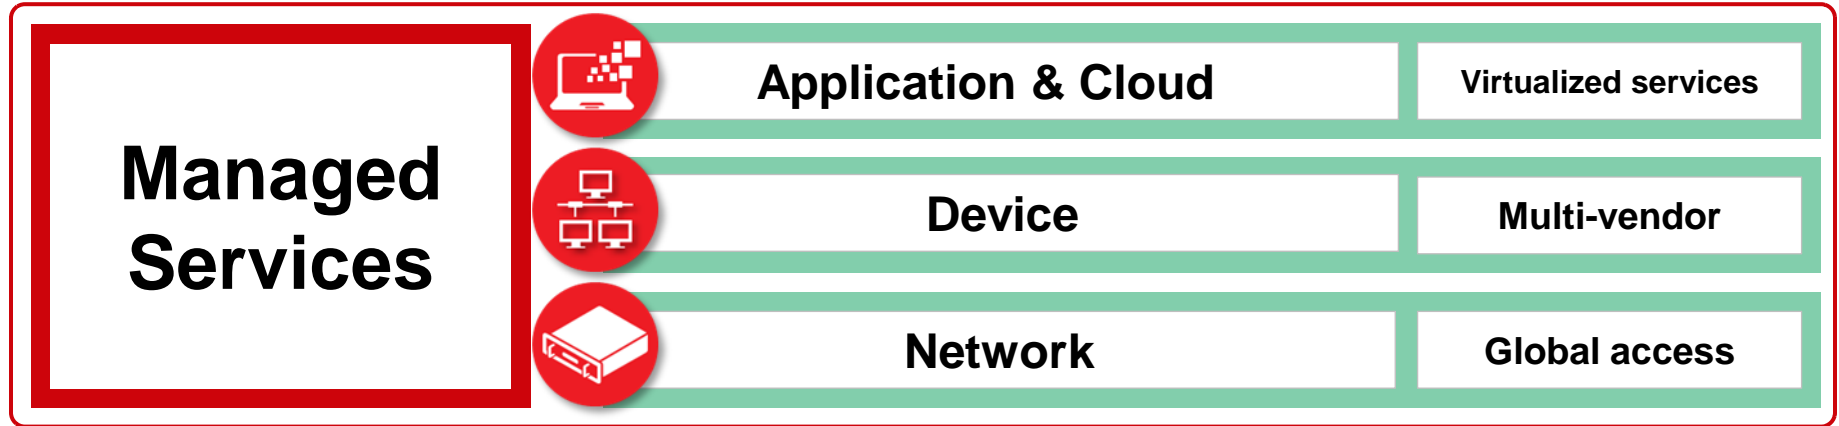 Managed
Services
Application & Cloud
Virtualized services
Device
Multi-vendor
Network
Global access